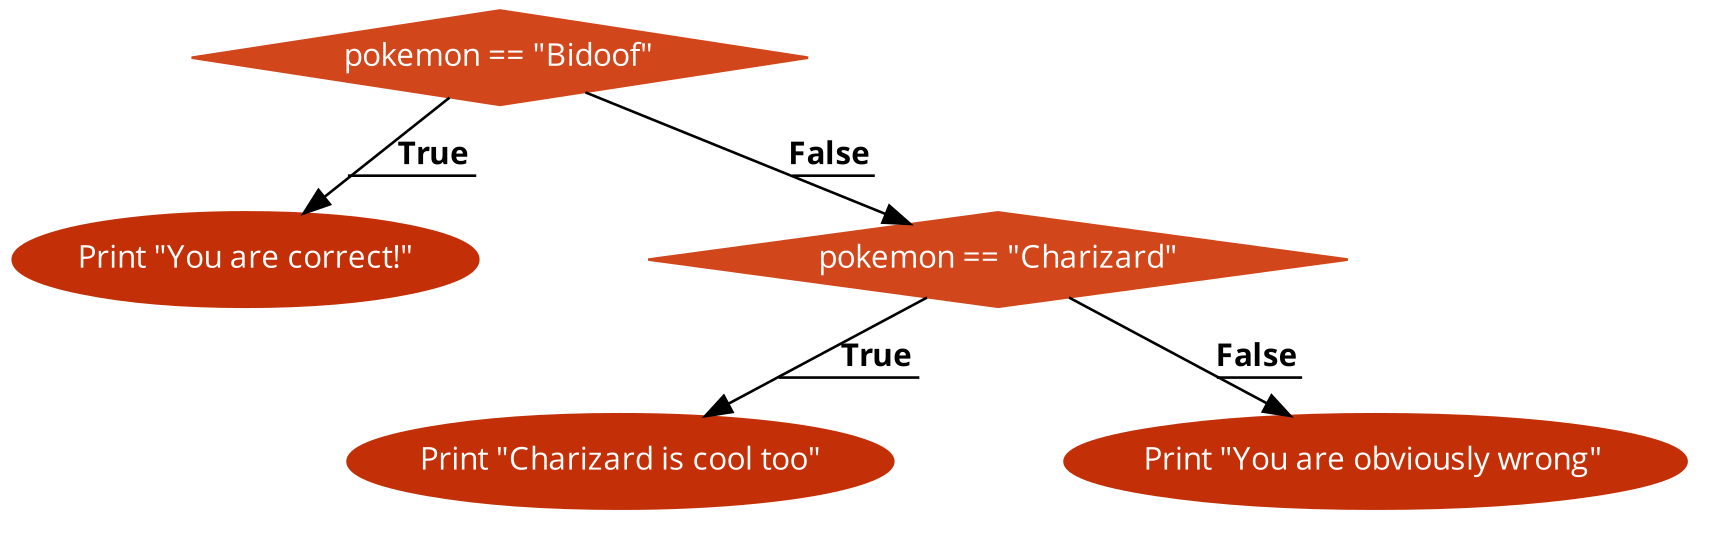 pokemon == "Bidoof"
True
False
Print "You are correct!"
pokemon == "Charizard"
True
False
Print "Charizard is cool too"
Print "You are obviously wrong"